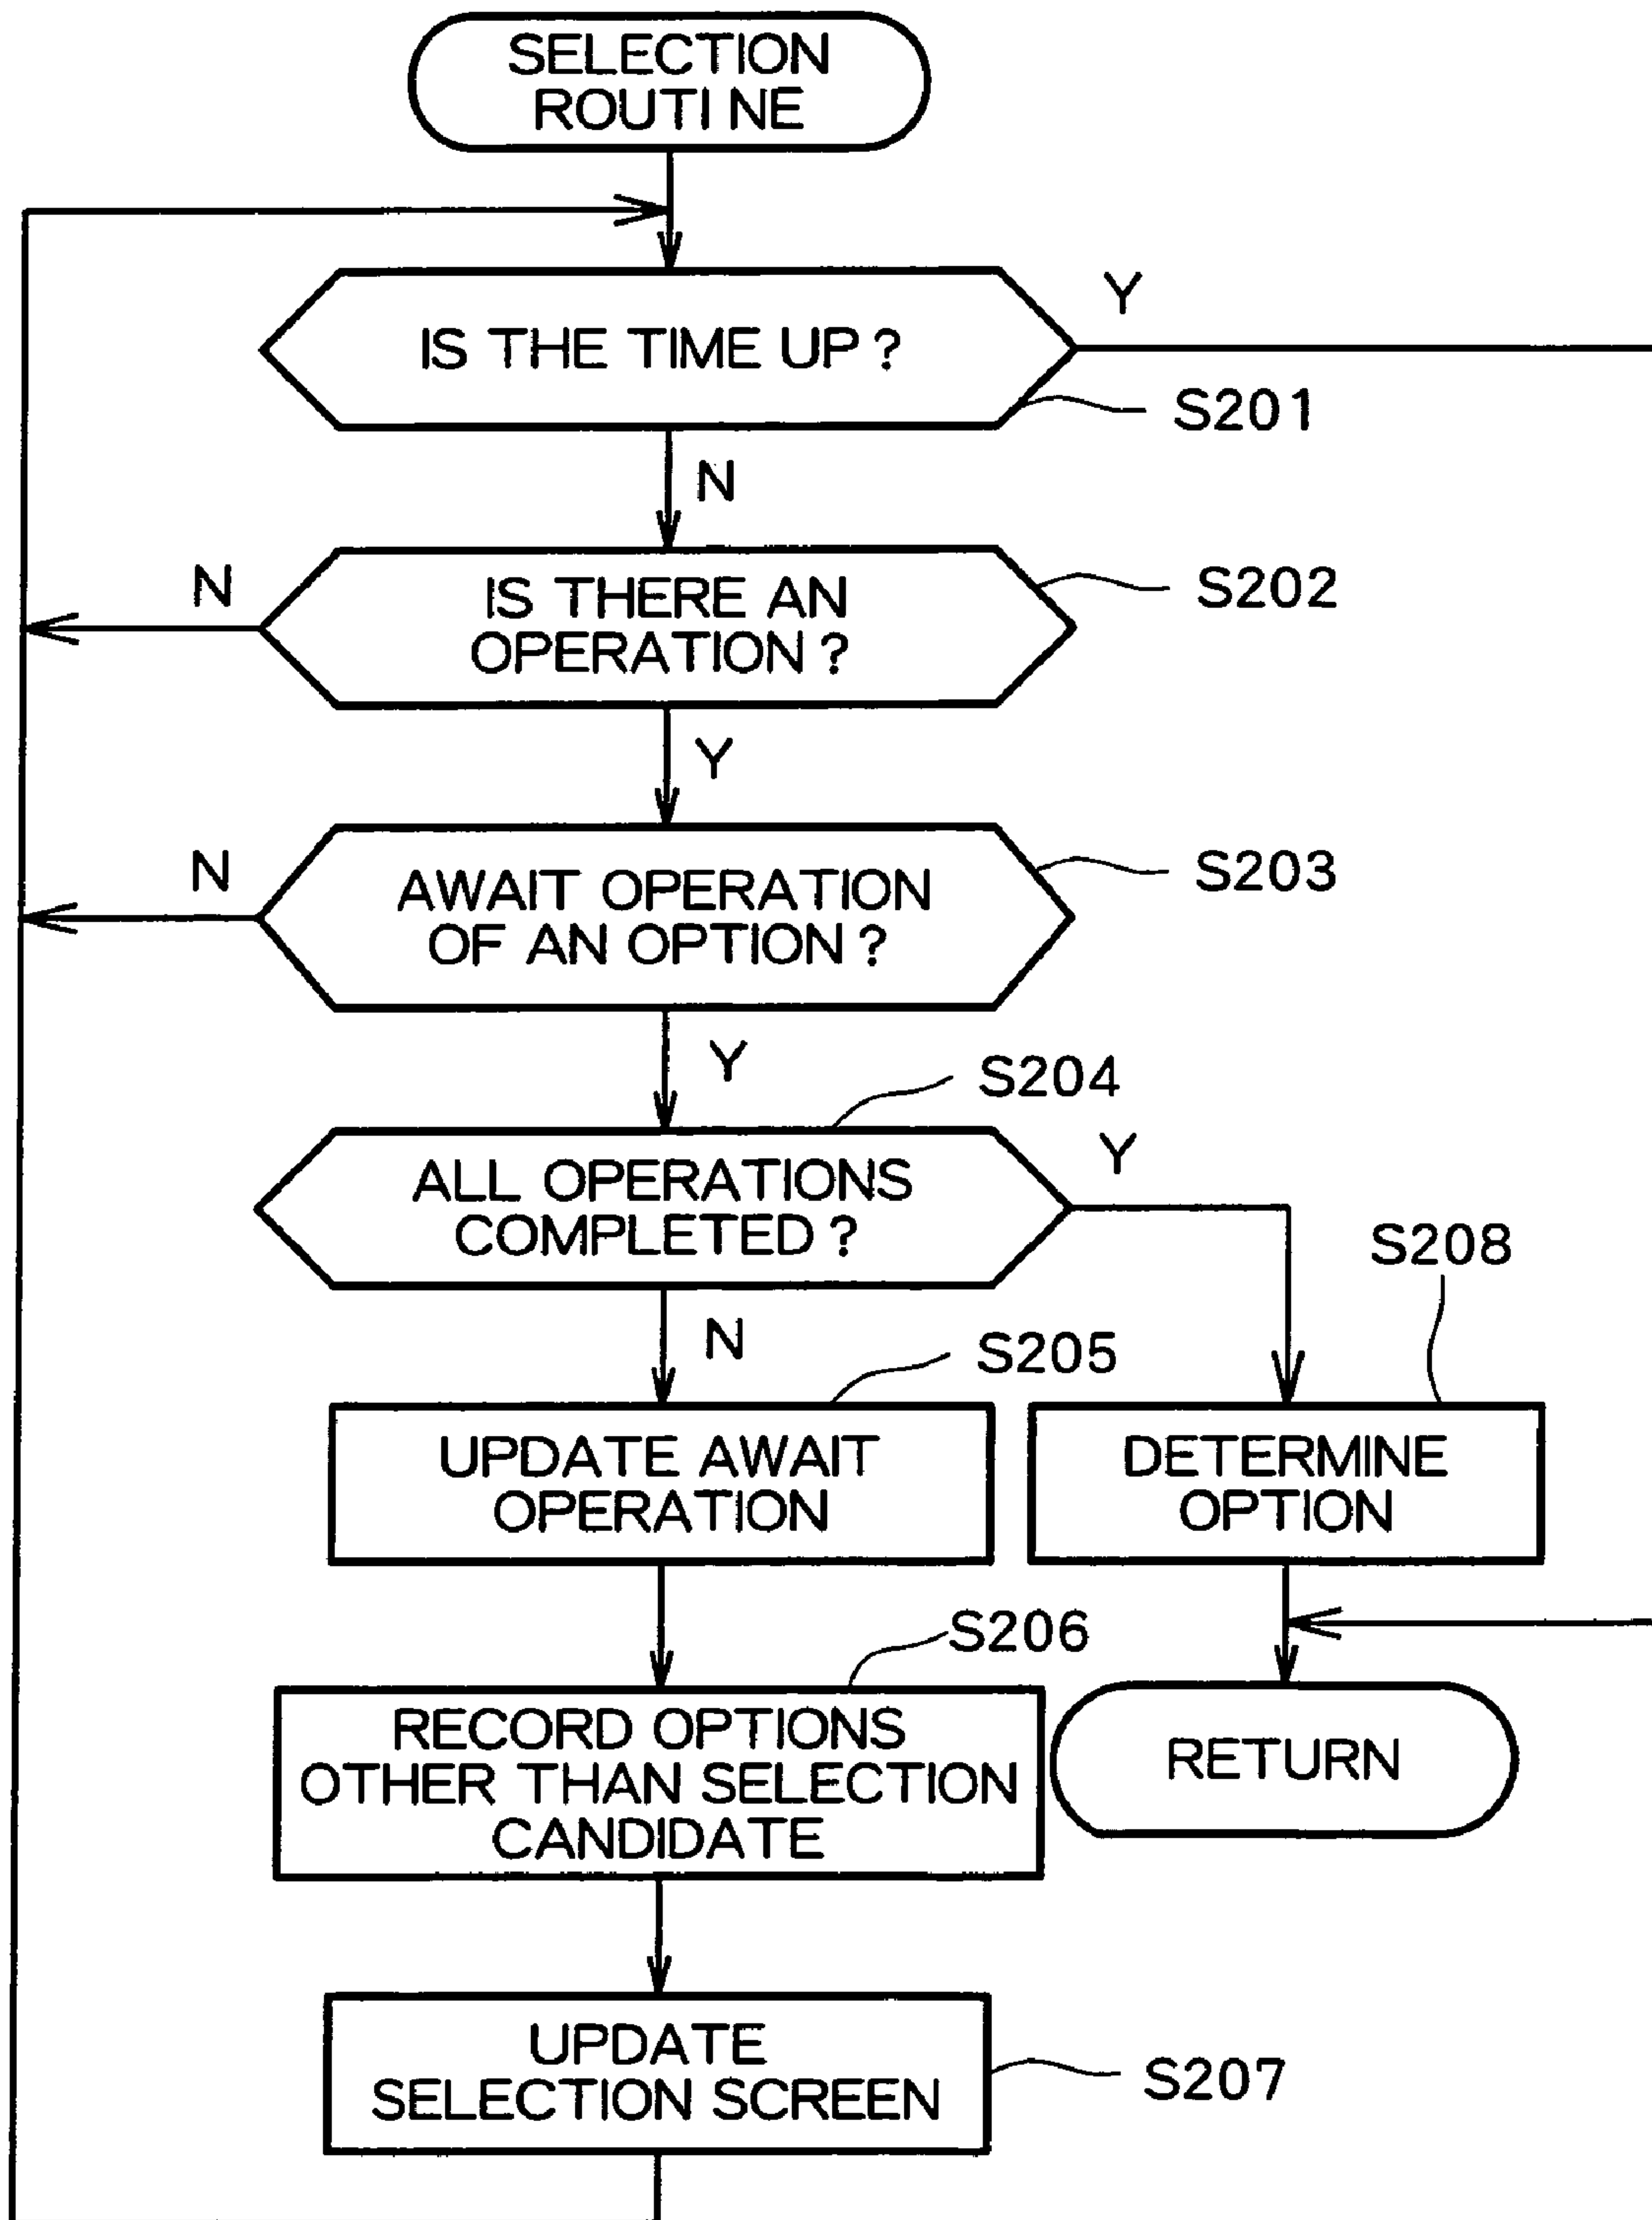 SELECTION
ROUTINE
Y
IS THE TIME UP ?
S201
N
N
S202
IS THERE AN
OPERATION ?
Y
N
S203
AWAIT OPERATION
OF AN OPTION ?
Y
S204
Y
ALL OPERATIONS
COMPLETED ?
S208
N
S205
UPDATE AWAIT
OPERATION
DETERMINE
OPTION
S206
RECORD OPTIONS
OTHER THAN SELECTION
CANDIDATE
RETURN
UPDATE
SELECTION SCREEN
S207